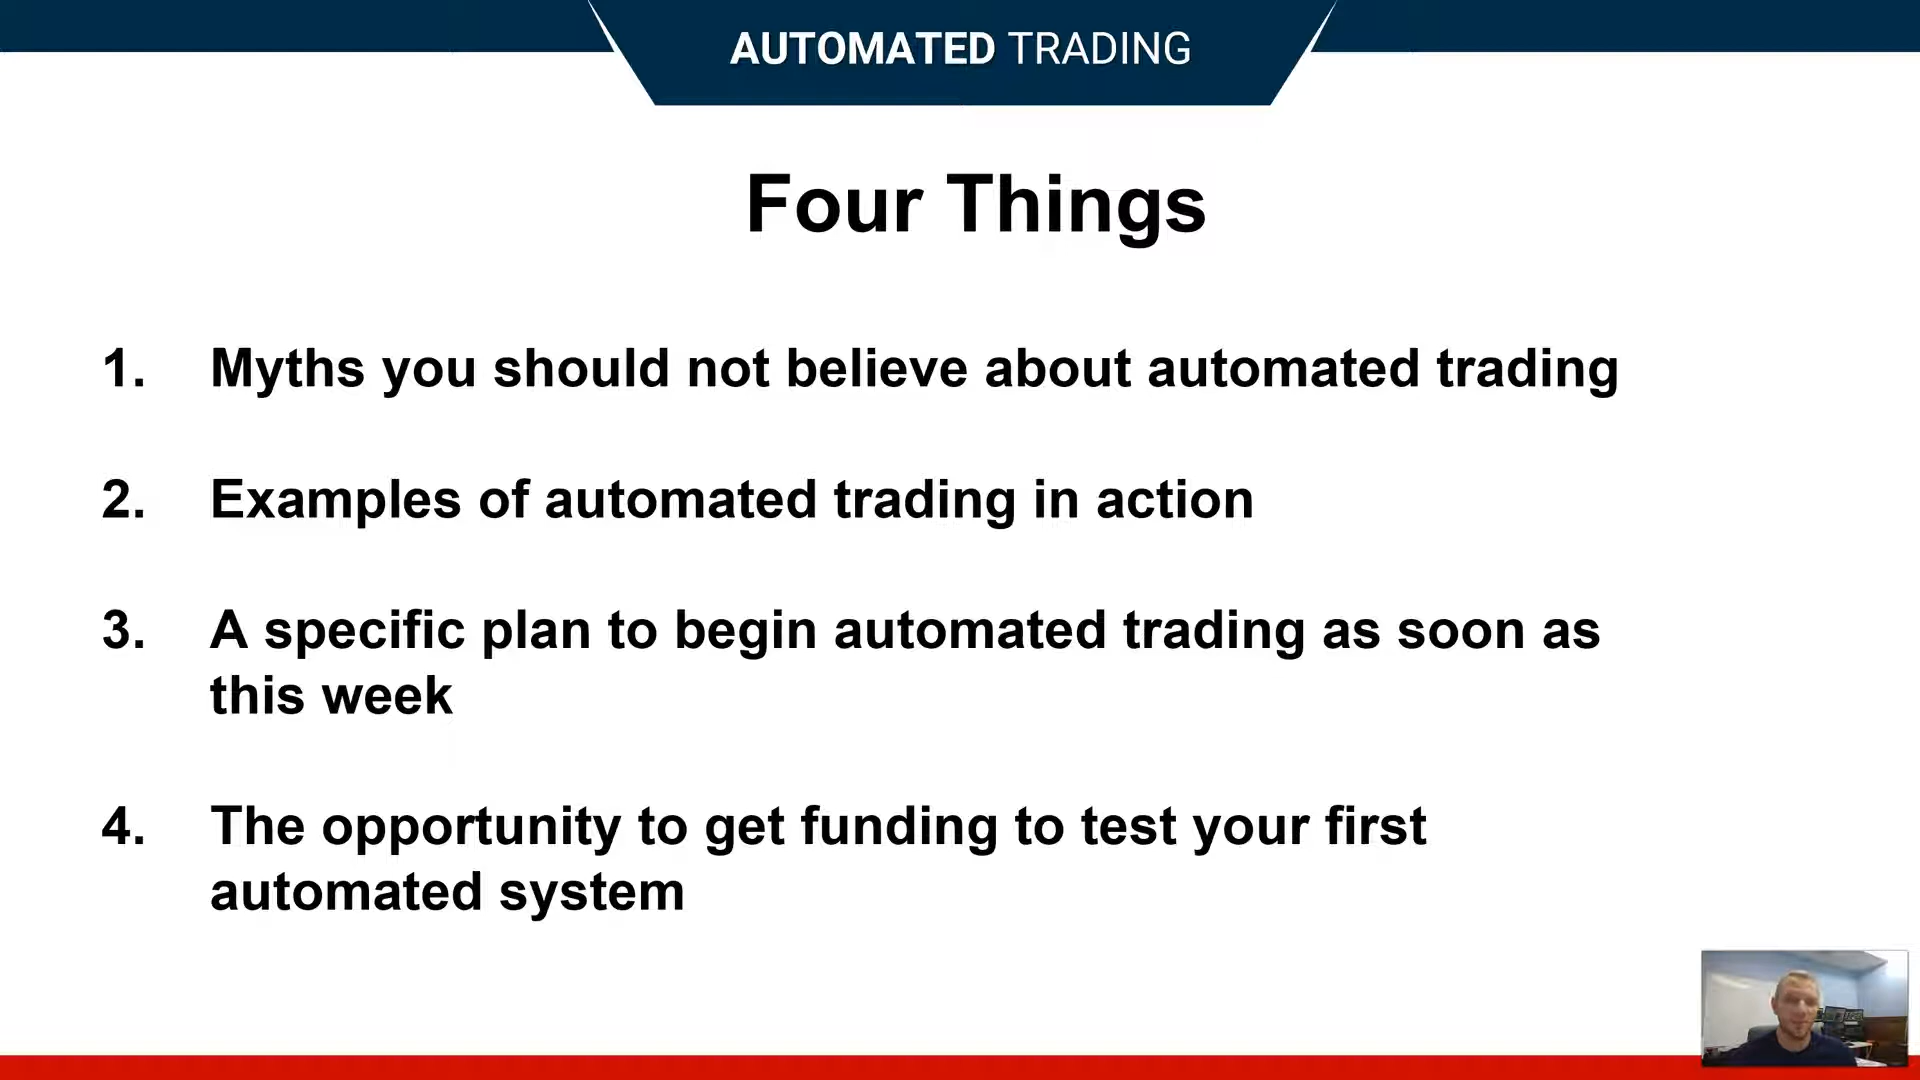 AUTOMATED TRADING
Four Things
1. Myths you should not believe about automated trading
2. Examples of automated trading in action
3. A specific plan to begin automated trading as soon as
this week
4. The opportunity to get funding to test your first
automated system